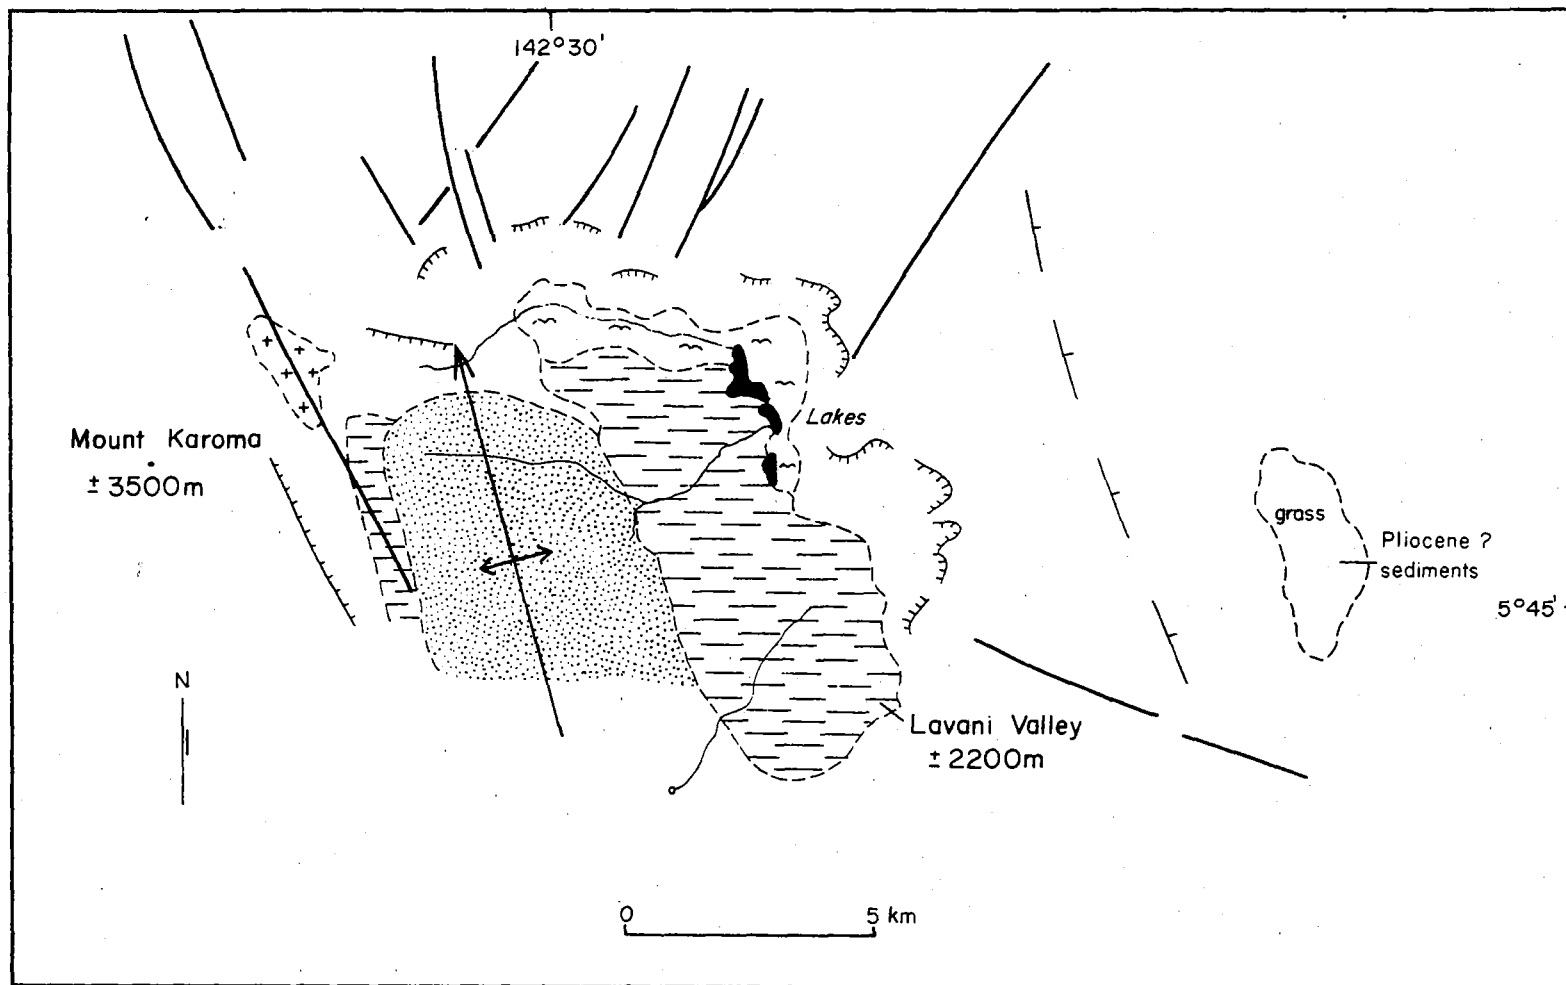 142°30'
Mount Karoma
± 3500m
Lakes
grass
Pliocene ?
sediments
5°45'
N
Lavani Valley
± 2200m
0 5 km